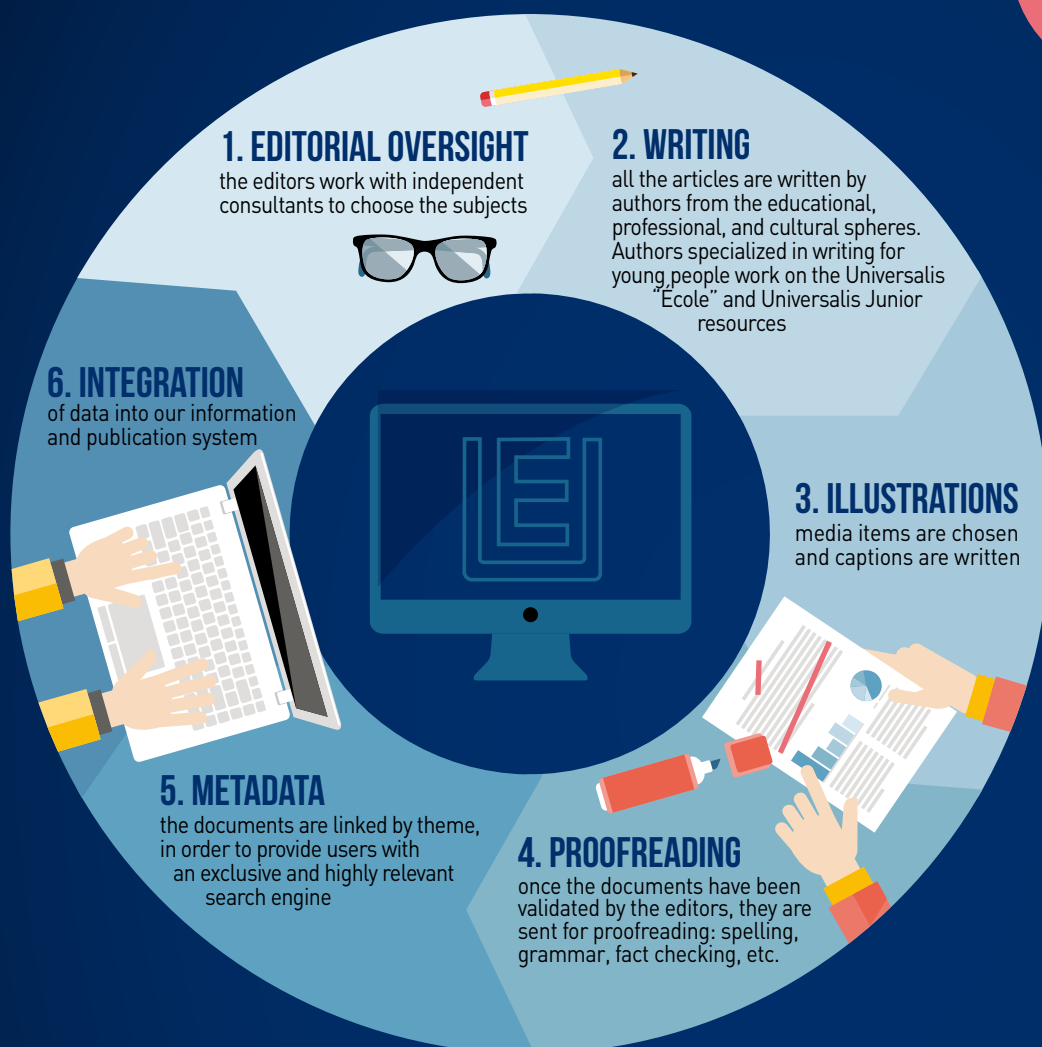 1. EDITORIAL OVERSIGHT
the editors work with independent
consultants to choose the subjects
2. WRITING
all the articles are written by
authors from the educational,
professional, and cultural spheres.
Authors specialized in writing for
young people work on the Universalis
“École” and Universalis Junior
resources
3. ILLUSTRATIONS
media items are chosen
and captions are written
4. PROOFREADING
once the documents have been
validated by the editors, they are
sent for proofreading: spelling,
grammar, fact checking, etc.
5. METADATA
the documents are linked by theme,
in order to provide users with
an exclusive and highly relevant
search engine
6. INTEGRATION
of data into our information
and publication system